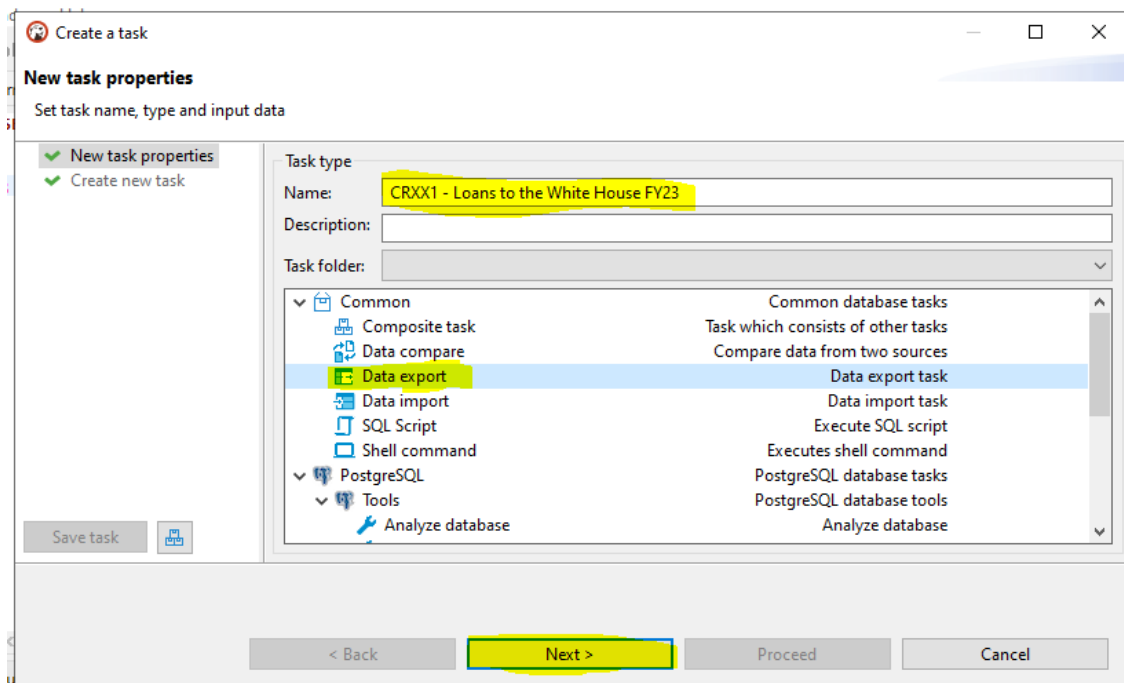 Create a task
New task properties
Set task name, type and input data
New task properties
Create new task
Task type
Name: CRXX1 - Loans to the White House FY23
Description:
Task folder:
Common Common database tasks
Composite task Task which consists of other tasks
Data compare Compare data from two sources
Data export Data export task
Data import Data import task
SQL Script Execute SQL script
Shell command Executes shell command
PostgreSQL PostgreSQL database tasks
Tools PostgreSQL database tools
Analyze database Analyze database
Save task
< Back Next > Proceed Cancel